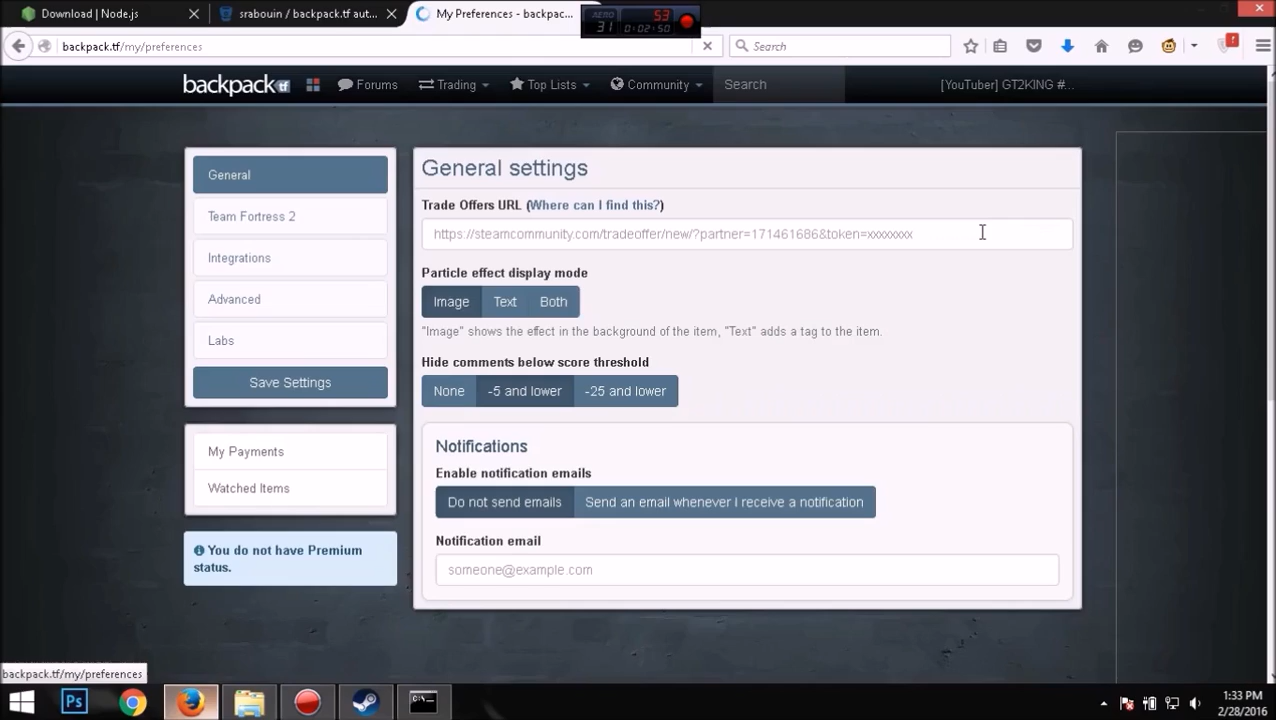 Download | Node.js
srabouin / backpack.tf aut...
My Preferences - backpac...
AERO
31
53
0:02:50
backpack.tf/my/preferences
Search
backpack.tf
Forums
Trading
Top Lists
Community
Search
[YouTuber] GT2KING #...
General
Team Fortress 2
Integrations
Advanced
Labs
Save Settings
My Payments
Watched Items
You do not have Premium
status.
General settings
Trade Offers URL (Where can I find this?)
https://steamcommunity.com/tradeoffer/new/?partner=171461686&token=xxxxxxxx
Particle effect display mode
Image
Text
Both
"Image" shows the effect in the background of the item, "Text" adds a tag to the item.
Hide comments below score threshold
None
-5 and lower
-25 and lower
Notifications
Enable notification emails
Do not send emails
Send an email whenever I receive a notification
Notification email
someone@example.com
backpack.tf/my/preferences
Ps
1:33 PM
2/28/2016